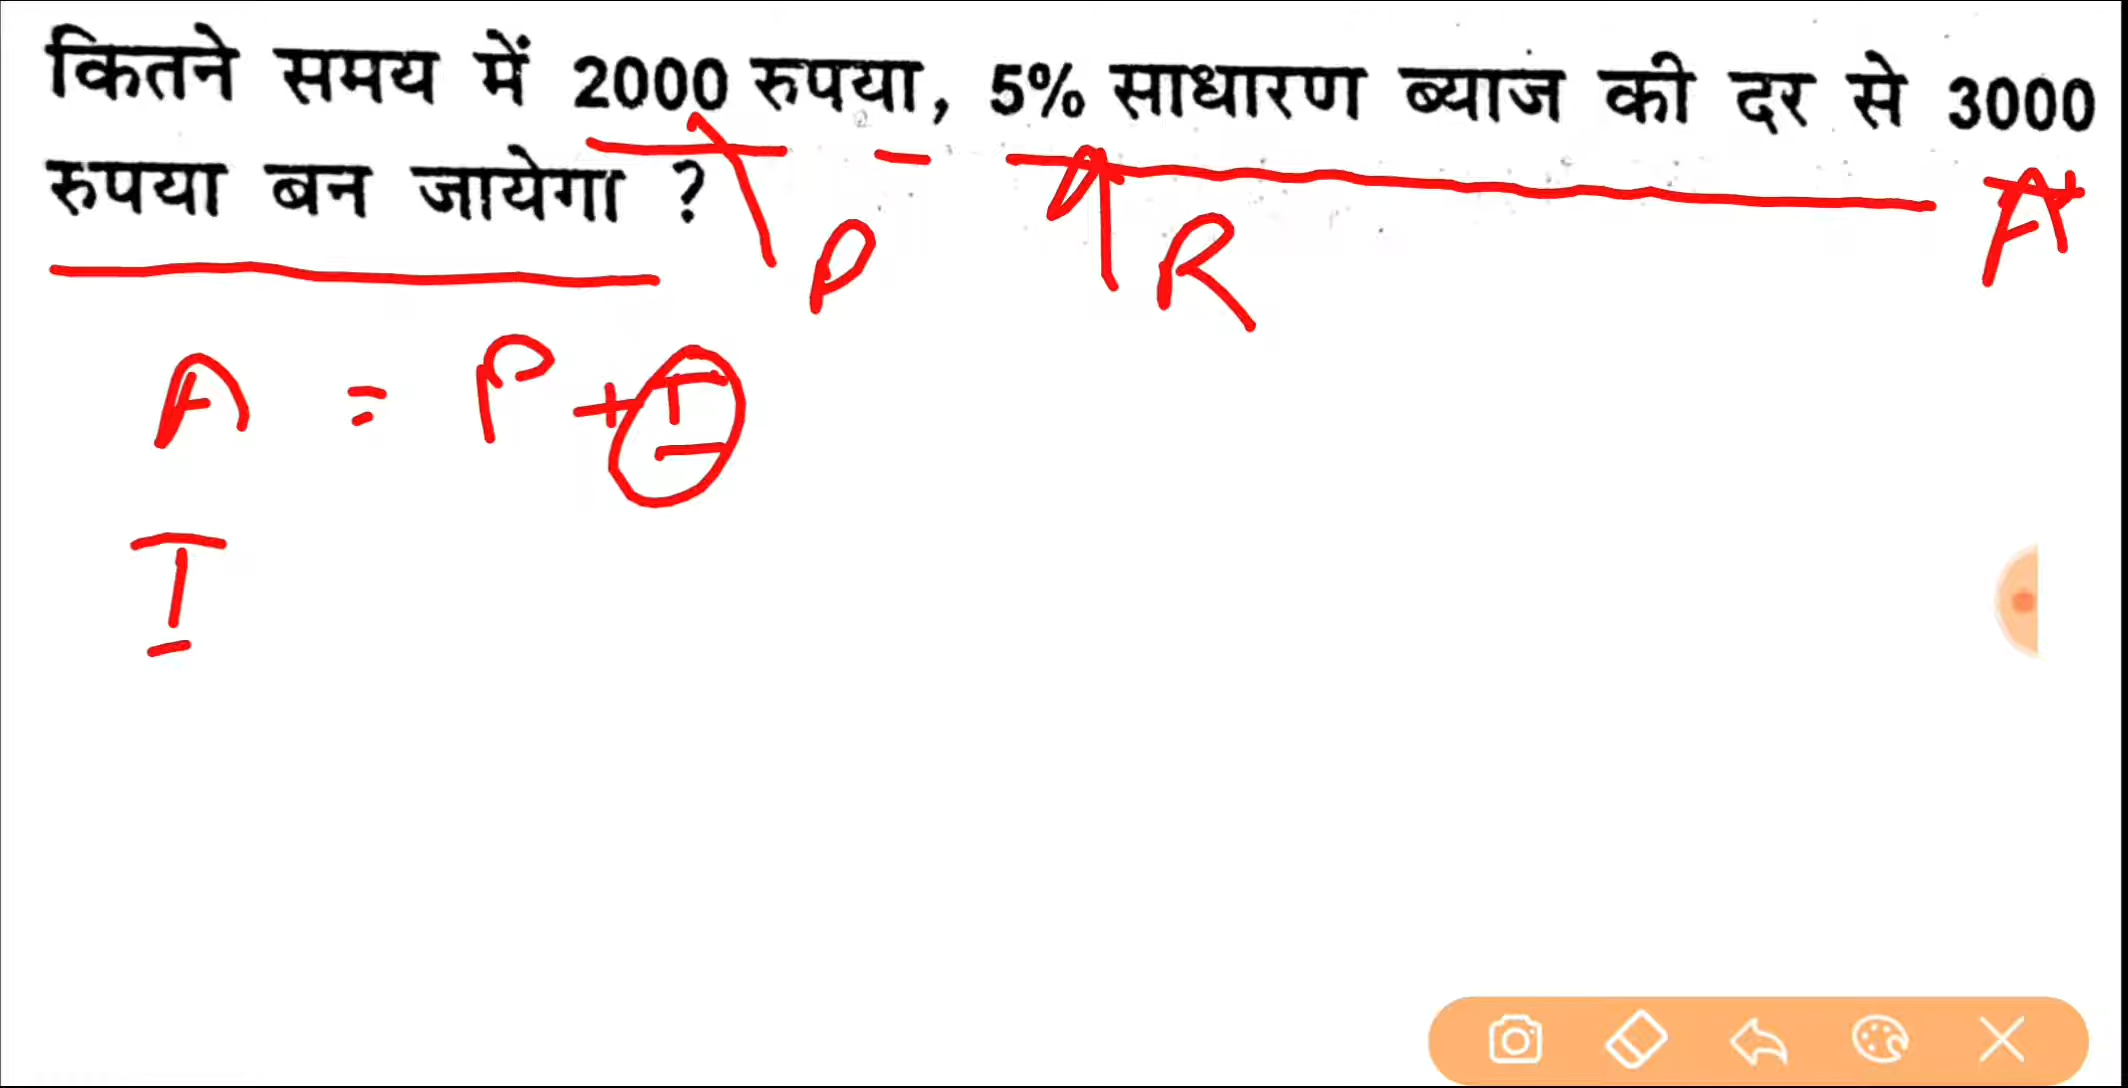 कितने समय में 2000 रुपया, 5% साधारण ब्याज की दर से 3000
रुपया बन जायेगा ?
P R A
A = P + I
I